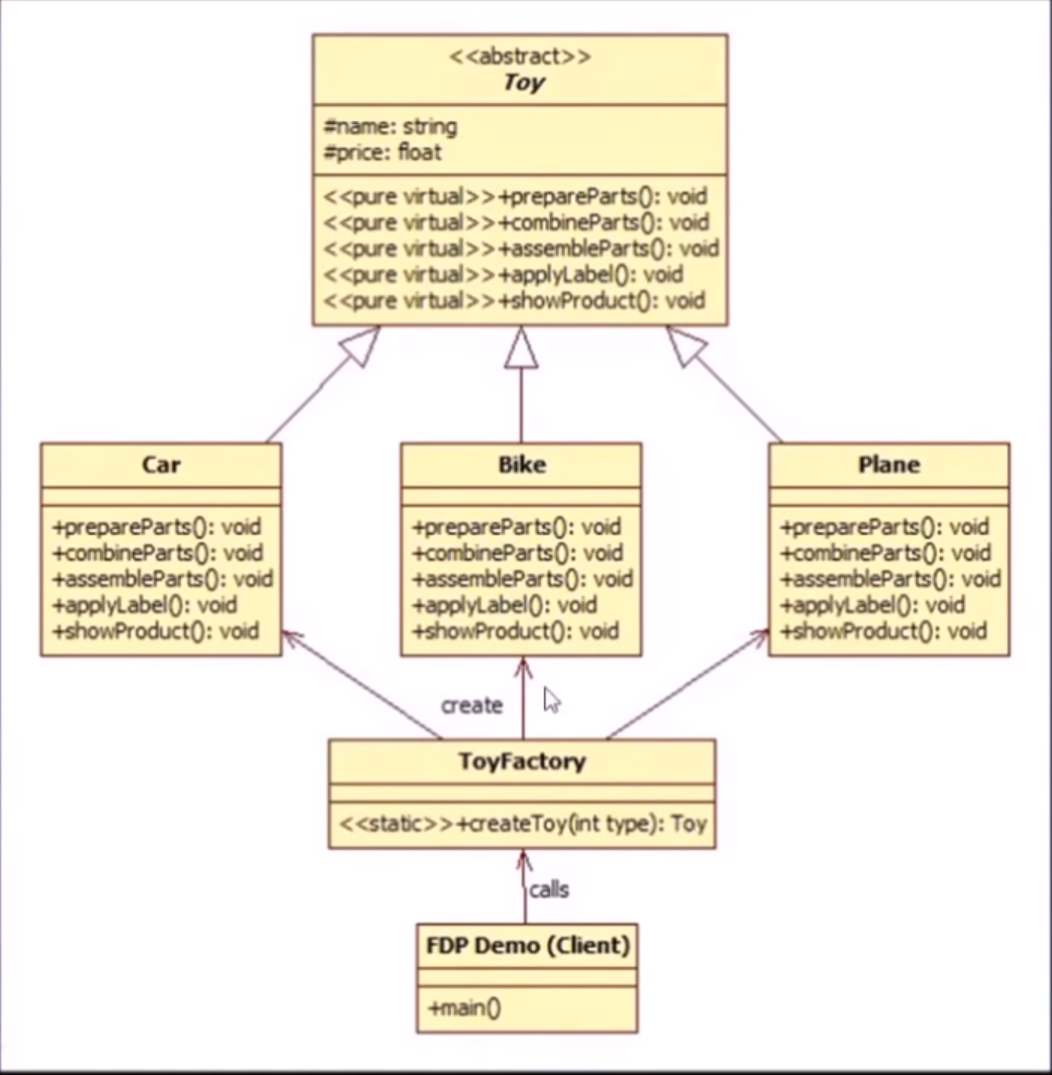 <<abstract>>
Toy
#name: string
#price: float
<<pure virtual>>+prepareParts(): void
<<pure virtual>>+combineParts(): void
<<pure virtual>>+assembleParts(): void
<<pure virtual>>+applyLabel(): void
<<pure virtual>>+showProduct(): void
Car
+prepareParts(): void
+combineParts(): void
+assembleParts(): void
+applyLabel(): void
+showProduct(): void
Bike
+prepareParts(): void
+combineParts(): void
+assembleParts(): void
+applyLabel(): void
+showProduct(): void
Plane
+prepareParts(): void
+combineParts(): void
+assembleParts(): void
+applyLabel(): void
+showProduct(): void
create
ToyFactory
<<static>>+createToy(int type): Toy
calls
FDP Demo (Client)
+main()